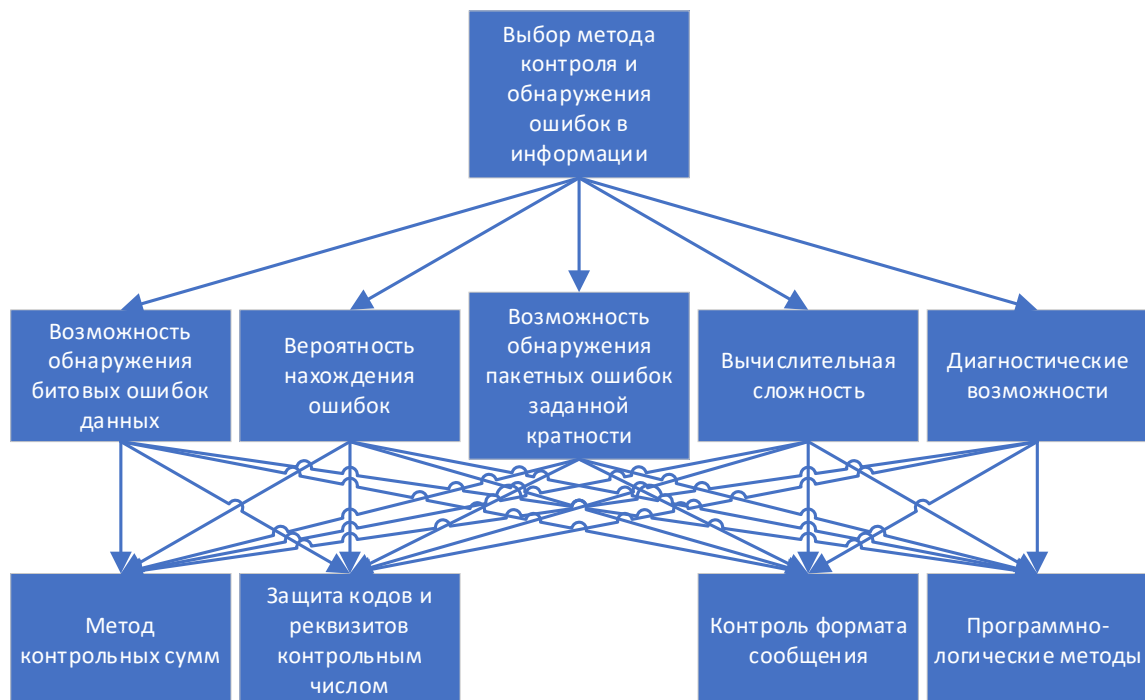 Выбор метода
контроля и
обнаружения
ошибок в
информации
Возможность
обнаружения
битовых ошибок
данных
Вероятность
нахождения
ошибок
Возможность
обнаружения
пакетных ошибок
заданной
кратности
Вычислительная
сложность
Диагностические
возможности
Метод
контрольных сумм
Защита кодов и
реквизитов
контрольным
числом
Контроль формата
сообщения
Программно-
логические методы